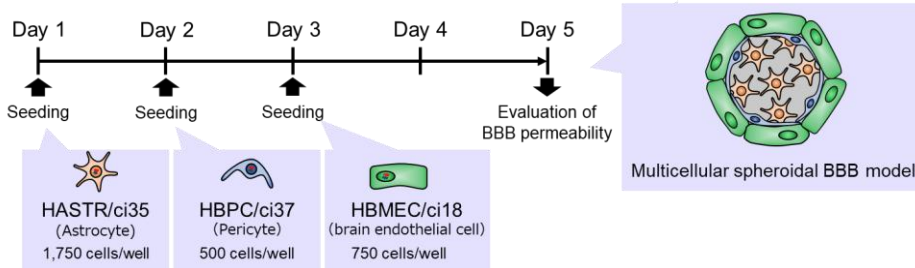 Day 1
Day 2
Day 3
Day 4
Day 5
Seeding
Seeding
Seeding
Evaluation of
BBB permeability
HASTR/ci35
(Astrocyte)
1,750 cells/well
HBPC/ci37
(Pericyte)
500 cells/well
HBMEC/ci18
(brain endothelial cell)
750 cells/well
Multicellular spheroidal BBB model